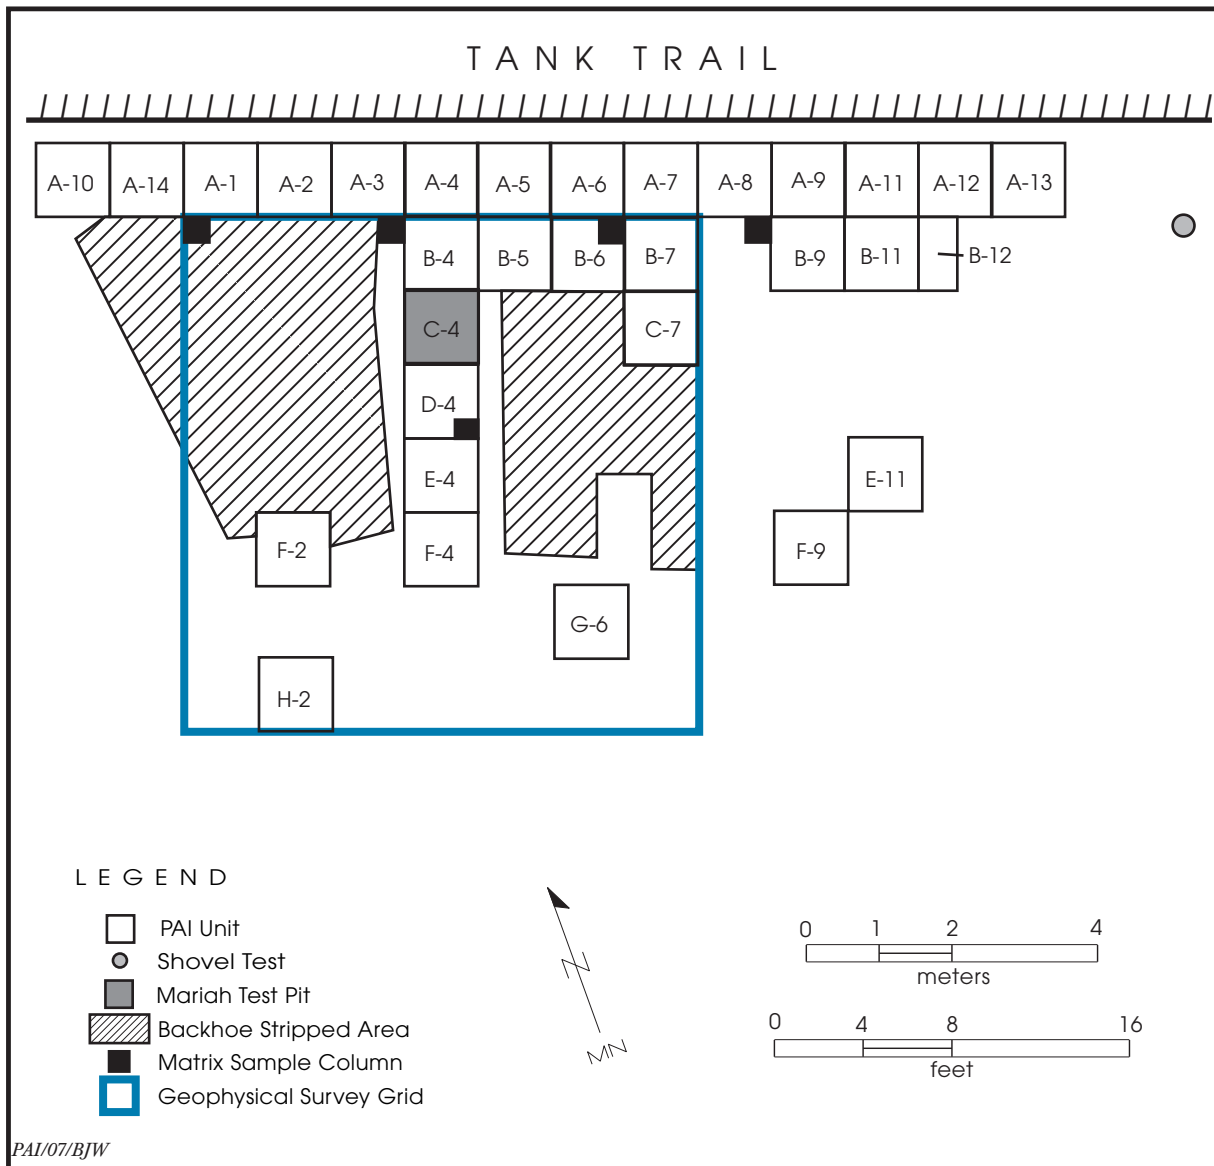 TANK TRAIL
A-10 A-14 A-1 A-2 A-3 A-4 A-5 A-6 A-7 A-8 A-9 A-11 A-12 A-13
B-4 B-5 B-6 B-7 B-9 B-11 B-12
C-4 C-7
D-4
E-4 E-11
F-2 F-4 F-9
G-6
H-2
LEGEND
PAI Unit
Shovel Test
Mariah Test Pit
Backhoe Stripped Area
Matrix Sample Column
Geophysical Survey Grid
N
MN
0 1 2 4
meters
0 4 8 16
feet
PAI/07/BJW